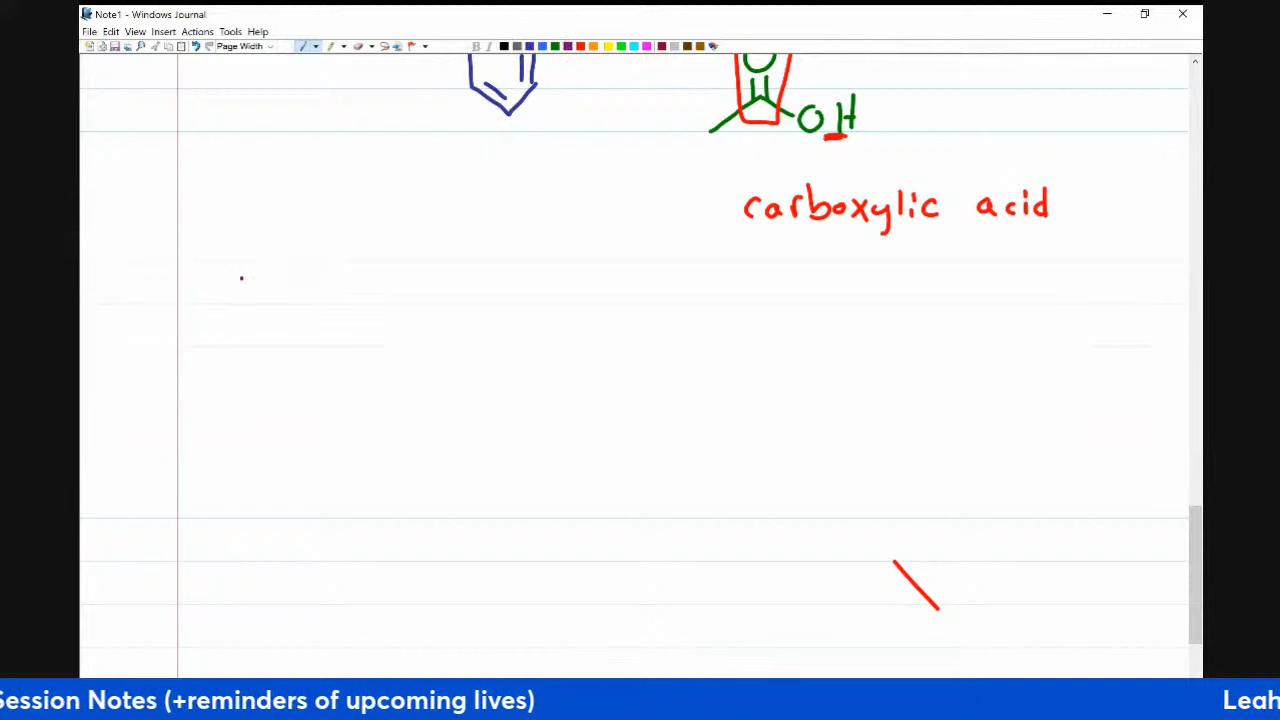 Note1 - Windows Journal
File Edit View Insert Actions Tools Help
Page Width
B I
O
OH
carboxylic acid
Session Notes (+reminders of upcoming lives)
Leah